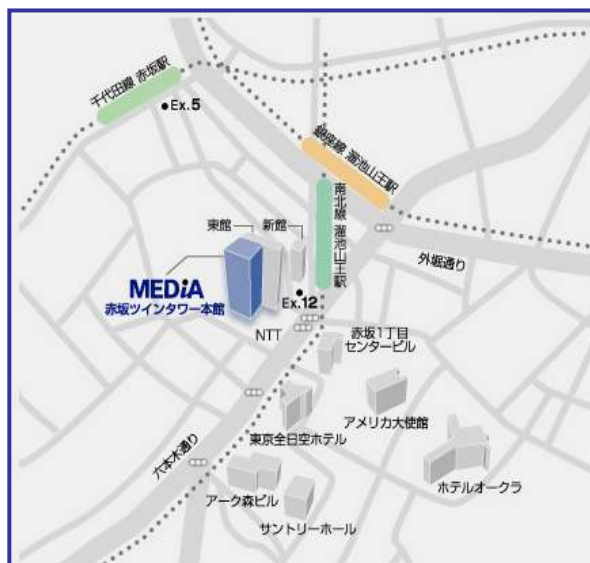 千代田線 赤坂駅
Ex.5
銀座線 溜池山王駅
南北線 溜池山王駅
東館
新館
外堀通り
MEDiA
赤坂ツインタワー本館
Ex.12
NTT
赤坂1丁目
センタービル
アメリカ大使館
東京全日空ホテル
六本木通り
ホテルオークラ
アーク森ビル
サントリーホール